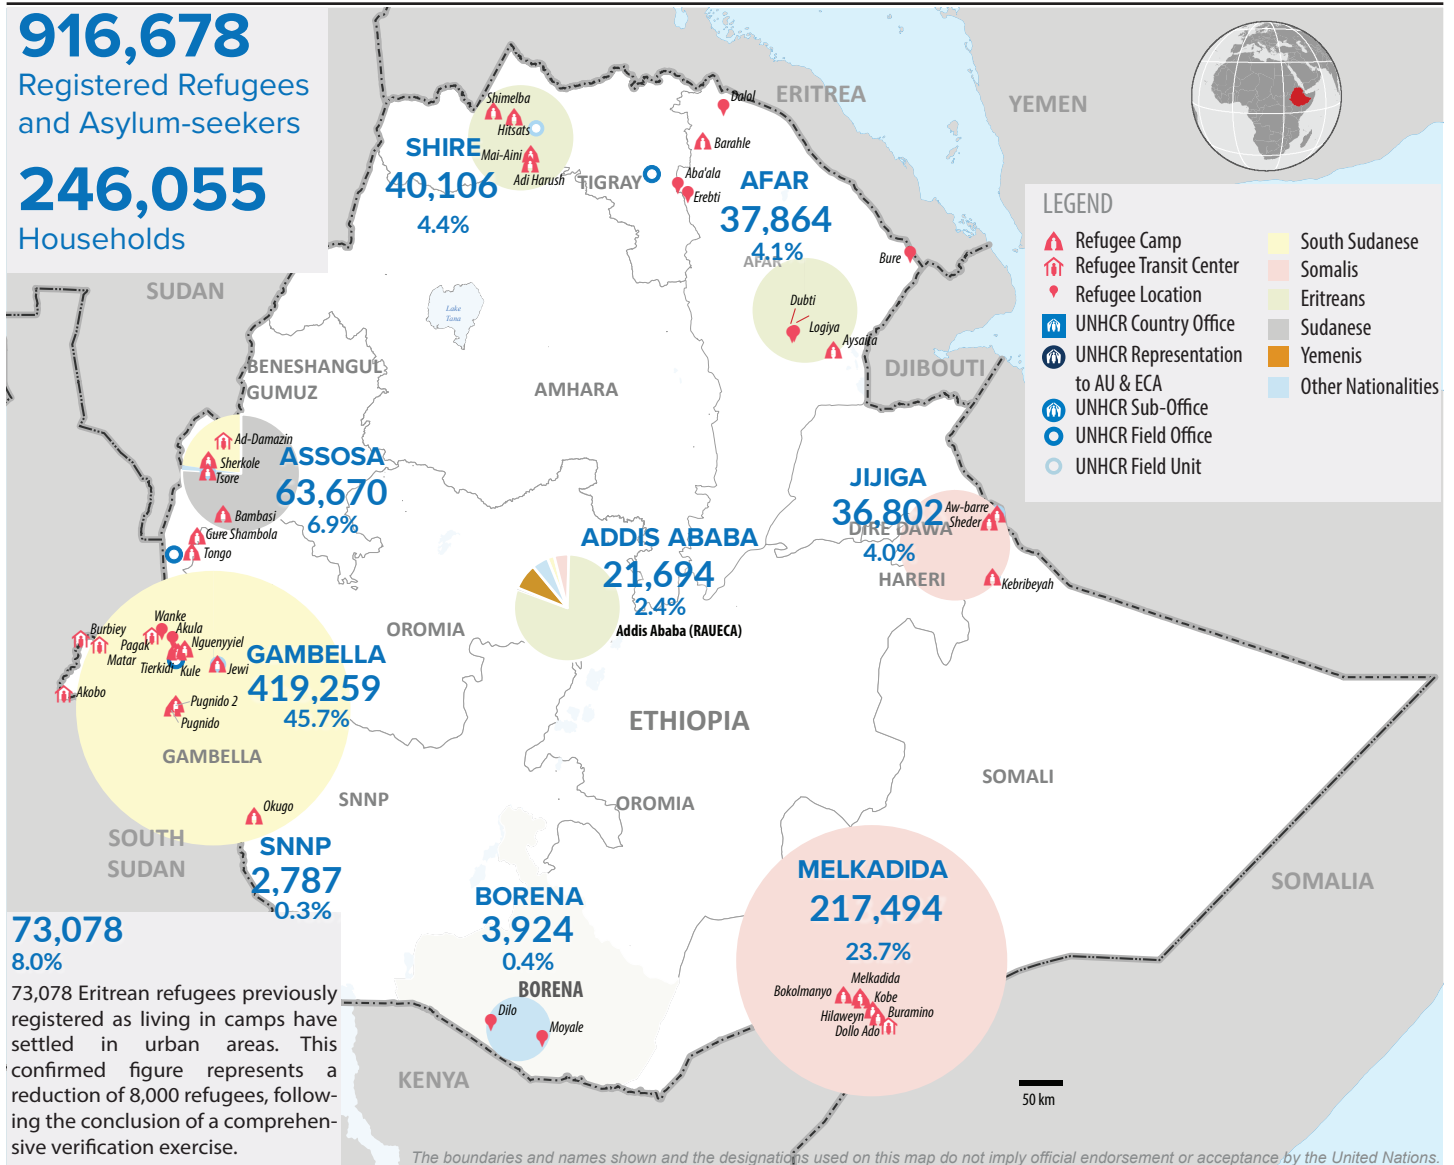 916,678
Registered Refugees
and Asylum-seekers
246,055
Households
ERITREA
YEMEN
SUDAN
Shimelba
Hitsats
Mai-Aini
Adi Harush
SHIRE
40,106
4.4%
TIGRAY
Dalol
Barahle
Aba'ala
Erebti
AFAR
37,864
4.1%
AFAR
Bure
Dubti
Logiya
Aysaita
DJIBOUTI
LEGEND
Refugee Camp
Refugee Transit Center
Refugee Location
UNHCR Country Office
UNHCR Representation
to AU & ECA
UNHCR Sub-Office
UNHCR Field Office
UNHCR Field Unit
South Sudanese
Somalis
Eritreans
Sudanese
Yemenis
Other Nationalities
Lake
Tana
BENESHANGUL
GUMUZ
AMHARA
Ad-Damazin
Sherkole
Tsore
Bambasi
Gure Shambola
Tongo
ASSOSA
63,670
6.9%
JIJIGA
36,802
DIRE DAWA
4.0%
HARERI
Aw-barre
Sheder
Kebribeyah
ADDIS ABABA
21,694
2.4%
Addis Ababa (RAUECA)
OROMIA
Wanke
Burbiey
Akula
Pagak
Nguenyyiel
Matar
Tierkidi
Kule
Jewi
Akobo
Pugnido 2
Pugnido
GAMBELLA
419,259
45.7%
GAMBELLA
Okugo
ETHIOPIA
SOMALI
SNNP
OROMIA
SOUTH
SUDAN
SNNP
2,787
0.3%
BORENA
3,924
0.4%
BORENA
Dilo
Moyale
MELKADIDA
217,494
23.7%
Melkadida
Bokolmanyo
Kobe
Hilaweyn
Buramino
Dollo Ado
SOMALIA
KENYA
50 km
73,078
8.0%
73,078 Eritrean refugees previously
registered as living in camps have
settled in urban areas. This
confirmed figure represents a
reduction of 8,000 refugees, follow-
ing the conclusion of a comprehen-
sive verification exercise.
The boundaries and names shown and the designations used on this map do not imply official endorsement or acceptance by the United Nations.